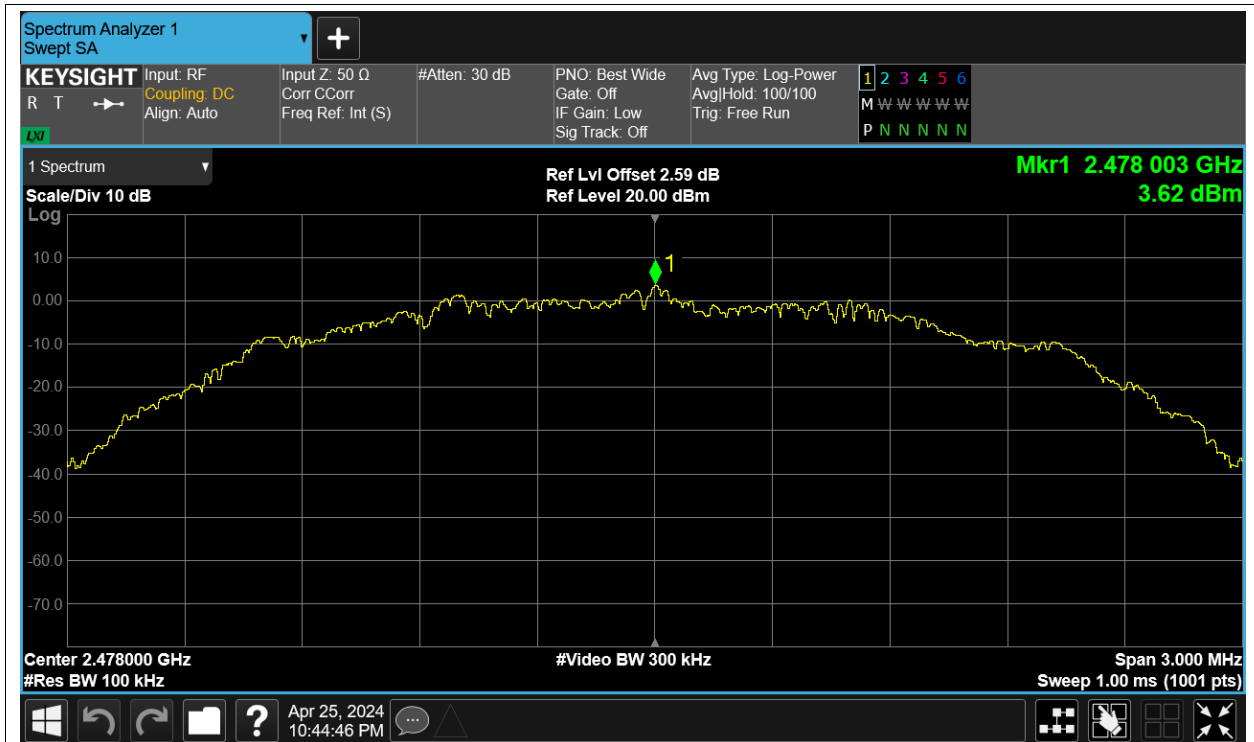 Spectrum Analyzer 1
Swept SA
KEYSIGHT
R T
LXI
Input: RF
Coupling: DC
Align: Auto
Input Z: 50 Ω
Corr CCorr
Freq Ref: Int (S)
#Atten: 30 dB
PNO: Best Wide
Gate: Off
IF Gain: Low
Sig Track: Off
Avg Type: Log-Power
Avg|Hold: 100/100
Trig: Free Run
1 2 3 4 5 6
M W W W W W
P N N N N N
1 Spectrum
Scale/Div 10 dB
Ref Lvl Offset 2.59 dB
Ref Level 20.00 dBm
Mkr1 2.478 003 GHz
3.62 dBm
Log
10.0
1
0.00
-10.0
-20.0
-30.0
-40.0
-50.0
-60.0
-70.0
Center 2.478000 GHz
#Video BW 300 kHz
Span 3.000 MHz
#Res BW 100 kHz
Sweep 1.00 ms (1001 pts)
?
Apr 25, 2024
10:44:46 PM